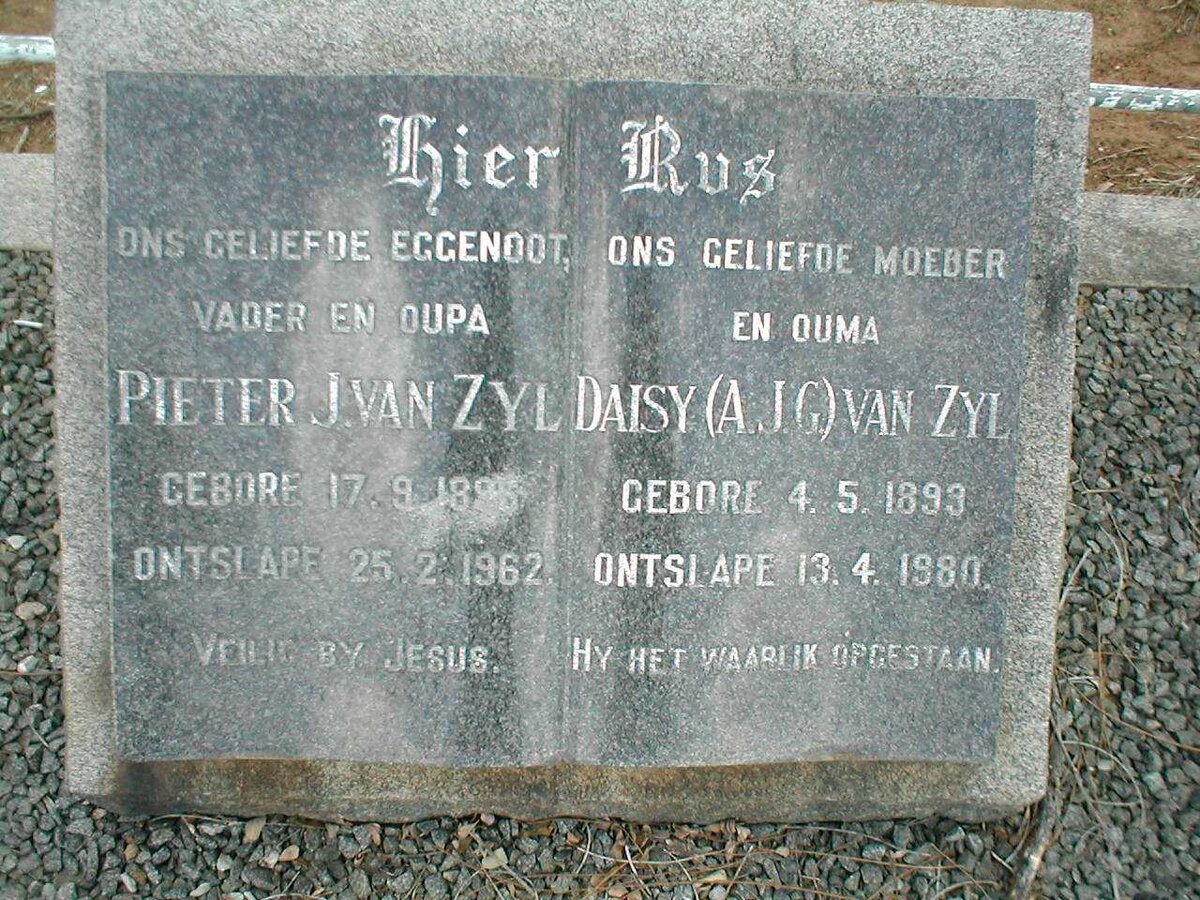 Hier Rus
ONS GELIEFDE EGGENOOT,
VADER EN OUPA
PIETER J. VAN ZYL
GEBORE 17. 9.
ONTSLAPE 25. 2. 1962.
VEILIG BY JESUS.
ONS GELIEFDE MOEDER
EN OUMA
DAISY (A.J.G.) VAN ZYL
GEBORE 4. 5. 1893
ONTSLAPE 13. 4. 1980.
HY HET WAARLIK OPGESTAAN.